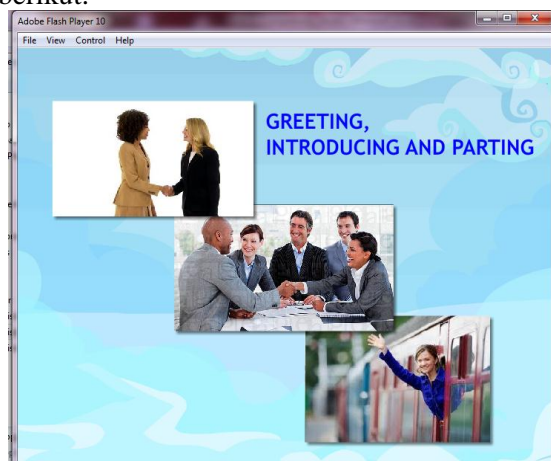 berikut:
Adobe Flash Player 10
File View Control Help
GREETING,
INTRODUCING AND PARTING